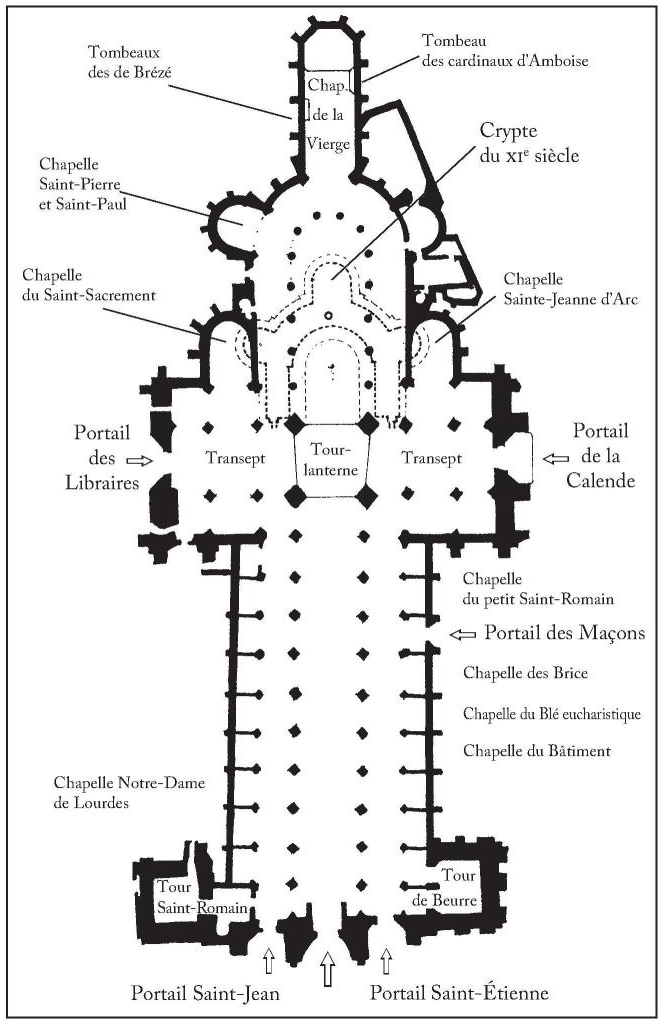 Tombeaux
des de Brézé
Tombeau
des cardinaux d'Amboise
Chap.
de la
Vierge
Crypte
du XIe siècle
Chapelle
Saint-Pierre
et Saint-Paul
Chapelle
du Saint-Sacrement
Chapelle
Sainte-Jeanne d'Arc
Portail
des
Libraires
Transept
Tour-
lanterne
Transept
Portail
de la
Calende
Chapelle
du petit Saint-Romain
Portail des Maçons
Chapelle des Brice
Chapelle du Blé eucharistique
Chapelle du Bâtiment
Chapelle Notre-Dame
de Lourdes
Tour
Saint-Romain
Tour
de Beurre
Portail Saint-Jean
Portail Saint-Étienne